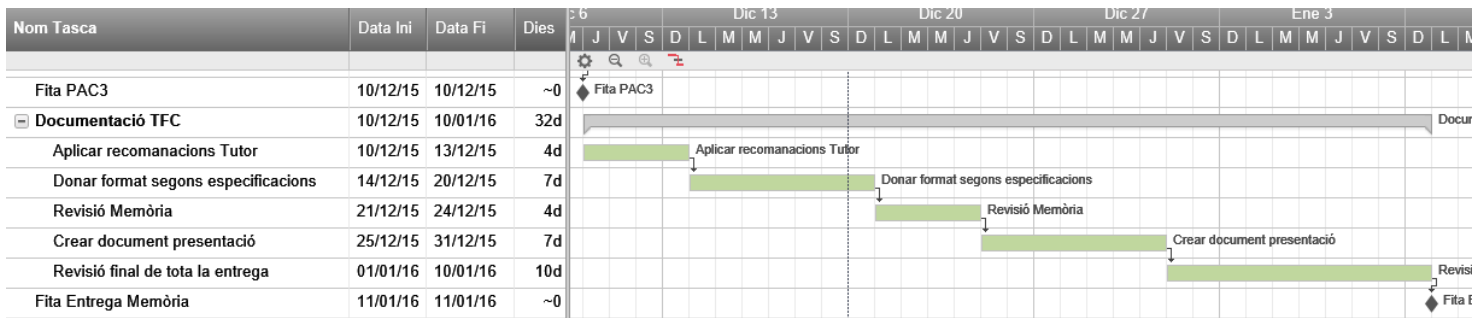 Nom Tasca Data Ini Data Fi Dies
6 Dic 13 Dic 20 Dic 27 Ene 3
J V S D L M M J V S D L M M J V S D L M M J V S D L M M J V S D L
Fita PAC3 10/12/15 10/12/15 ~0 Fita PAC3
Documentació TFC 10/12/15 10/01/16 32d
Aplicar recomanacions Tutor 10/12/15 13/12/15 4d Aplicar recomanacions Tutor
Donar format segons especificacions 14/12/15 20/12/15 7d Donar format segons especificacions
Revisió Memòria 21/12/15 24/12/15 4d Revisió Memòria
Crear document presentació 25/12/15 31/12/15 7d Crear document presentació
Revisió final de tota la entrega 01/01/16 10/01/16 10d
Fita Entrega Memòria 11/01/16 11/01/16 ~0 Fita